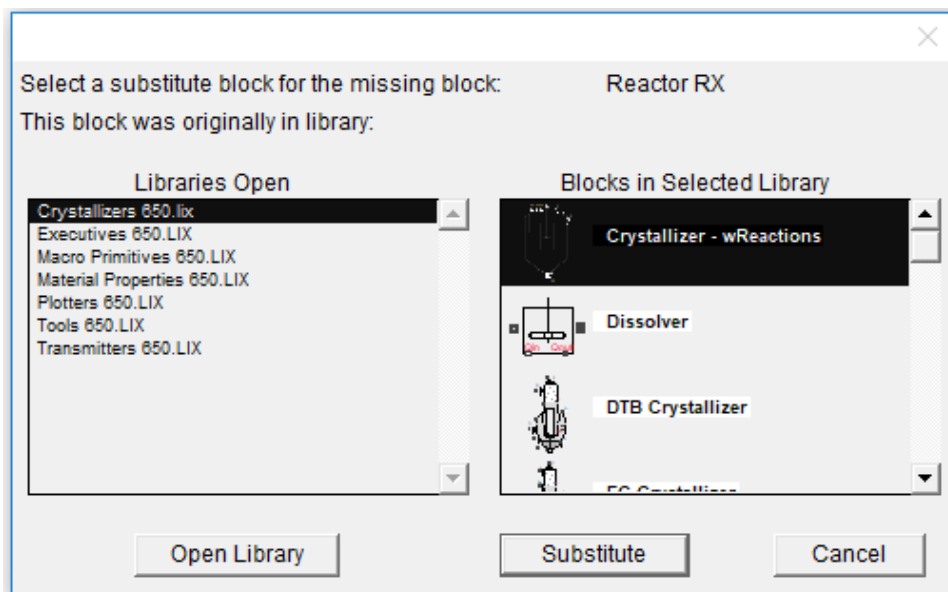 Select a substitute block for the missing block: Reactor RX
This block was originally in library:
Libraries Open
Crystallizers 650.lix
Executives 650.LIX
Macro Primitives 650.LIX
Material Properties 650.LIX
Plotters 650.LIX
Tools 650.LIX
Transmitters 650.LIX
Blocks in Selected Library
Crystallizer - wReactions
Dissolver
Qin Qout
DTB Crystallizer
Open Library
Substitute
Cancel